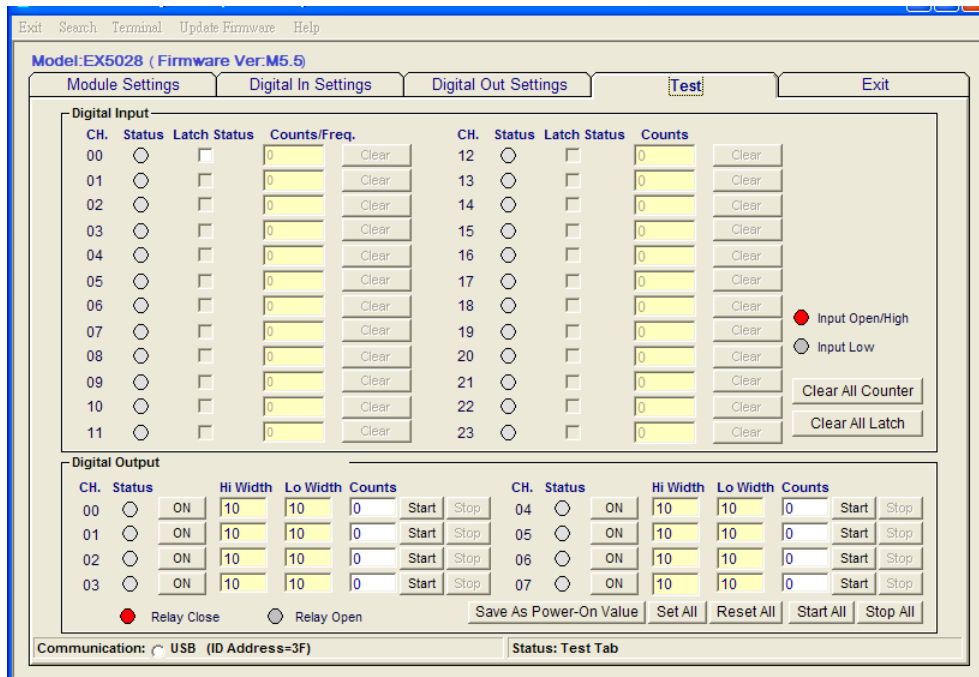 Exit Search Terminal Update Firmware Help
Model:EX5028 ( Firmware Ver:M5.5)
Module Settings Digital In Settings Digital Out Settings Test Exit
Digital Input
CH. Status Latch Status Counts/Freq. CH. Status Latch Status Counts
00 0 Clear 12 0 Clear
01 0 Clear 13 0 Clear
02 0 Clear 14 0 Clear
03 0 Clear 15 0 Clear
04 0 Clear 16 0 Clear
05 0 Clear 17 0 Clear
06 0 Clear 18 0 Clear
Input Open/High
07 0 Clear 19 0 Clear
Input Low
08 0 Clear 20 0 Clear
09 0 Clear 21 0 Clear
Clear All Counter
10 0 Clear 22 0 Clear
Clear All Latch
11 0 Clear 23 0 Clear
Digital Output
CH. Status Hi Width Lo Width Counts CH. Status Hi Width Lo Width Counts
00 ON 10 10 0 Start Stop 04 ON 10 10 0 Start Stop
01 ON 10 10 0 Start Stop 05 ON 10 10 0 Start Stop
02 ON 10 10 0 Start Stop 06 ON 10 10 0 Start Stop
03 ON 10 10 0 Start Stop 07 ON 10 10 0 Start Stop
Relay Close Relay Open Save As Power-On Value Set All Reset All Start All Stop All
Communication: USB (ID Address=3F) Status: Test Tab